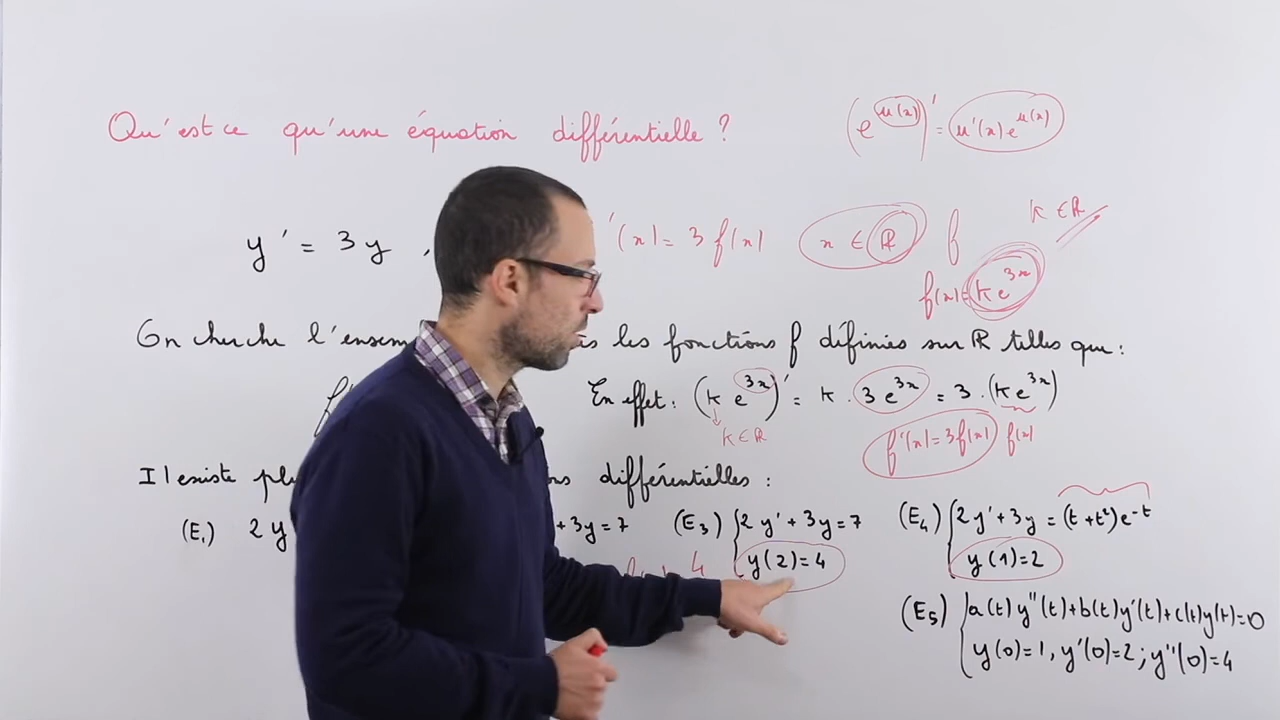 Qu'est ce qu'une équation différentielle ?
(e^{u(x)})' = u'(x)e^{u(x)}
y' = 3y , '(x) = 3 f(x) x ∈ ℝ f
k ∈ ℝ
f(x) = k e^{3x}
On cherche l'ensem les fonctions f définies sur ℝ telles que :
f
En effet : (k e^{3x})' = k . 3e^{3x} = 3 . (k e^{3x})
k ∈ ℝ
f'(x) = 3f(x) f(x)
Il existe différentielles :
(E₁) 2y + 3y = 7
(E₃) { 2y' + 3y = 7
y(2) = 4
(E₄) { 2y' + 3y = (t + t²)e^{-t}
y(1) = 2
4
(E₅) { a(t)y''(t) + b(t)y'(t) + c(t)y(t) = 0
y(0) = 1, y'(0) = 2 ; y''(0) = 4